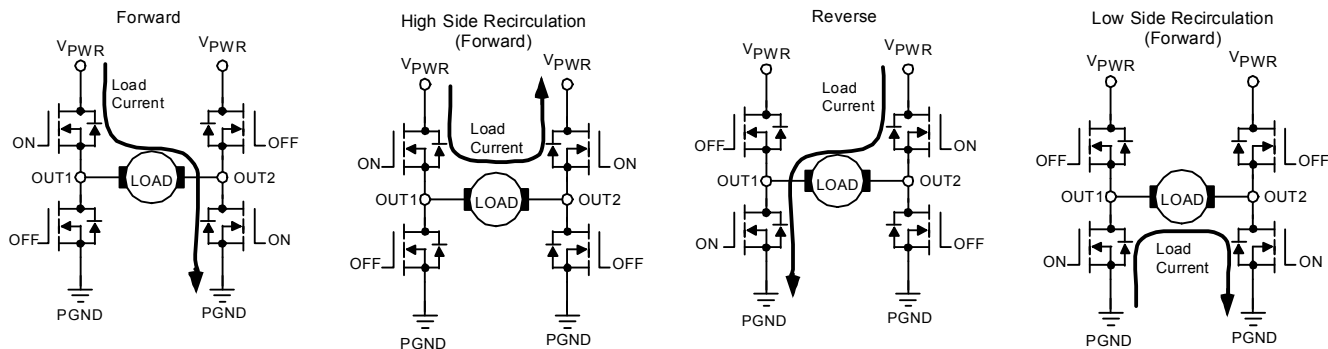 Forward
VPWR
VPWR
Load
Current
ON
OFF
OUT1
LOAD
OUT2
OFF
ON
PGND
PGND
High Side Recirculation
(Forward)
VPWR
VPWR
Load
Current
ON
ON
OUT1
LOAD
OUT2
OFF
OFF
PGND
PGND
Reverse
VPWR
VPWR
Load
Current
OFF
ON
OUT1
LOAD
OUT2
ON
OFF
PGND
PGND
Low Side Recirculation
(Forward)
VPWR
VPWR
OFF
OFF
OUT1
LOAD
OUT2
ON
Load
Current
ON
PGND
PGND